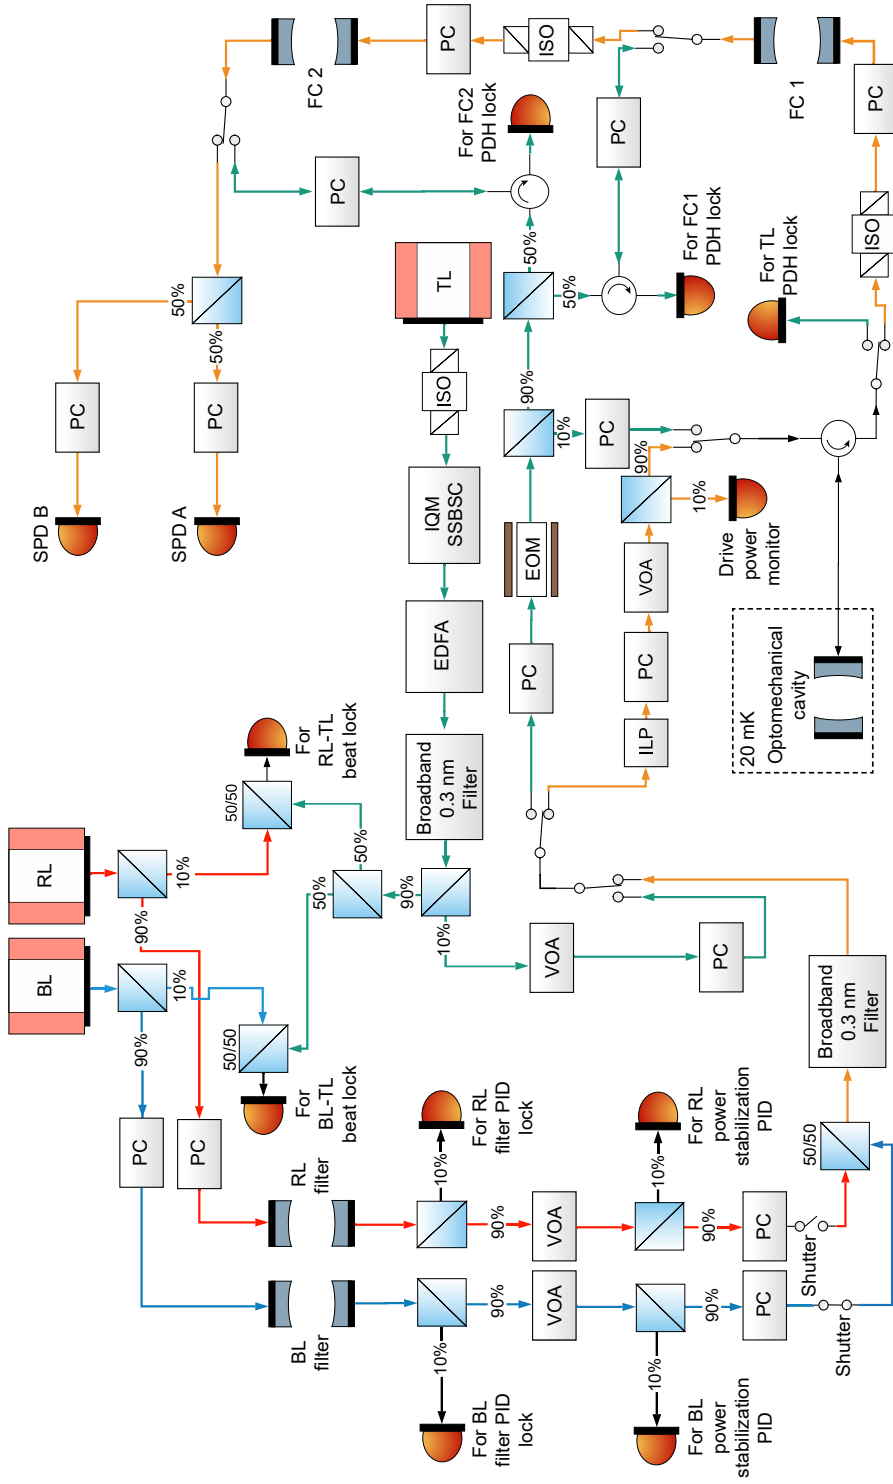 For BL
filter PID
lock
For BL
power
stabilization
PID
10%
10%
BL
filter
90%
VOA
90%
PC
Shutter
RL
filter
90%
VOA
90%
PC
Shutter
10%
10%
For RL
filter PID
lock
For RL
power
stabilization
PID
50/50
Broadband
0.3 nm
Filter
PC
PC
90%
90%
BL
RL
10%
10%
50/50
For
BL-TL
beat lock
50/50
For
RL-TL
beat lock
50%
50%
90%
10%
VOA
PC
Broadband
0.3 nm
Filter
EDFA
IQM
SSBSC
ISO
TL
PC
EOM
90%
10%
PC
50%
50%
ILP
PC
VOA
90%
10%
Drive
power
monitor
20 mK
Optomechanical
cavity
For TL
PDH lock
For FC1
PDH lock
For FC2
PDH lock
PC
PC
ISO
PC
FC 1
ISO
PC
FC 2
50%
50%
PC
PC
SPD B
SPD A